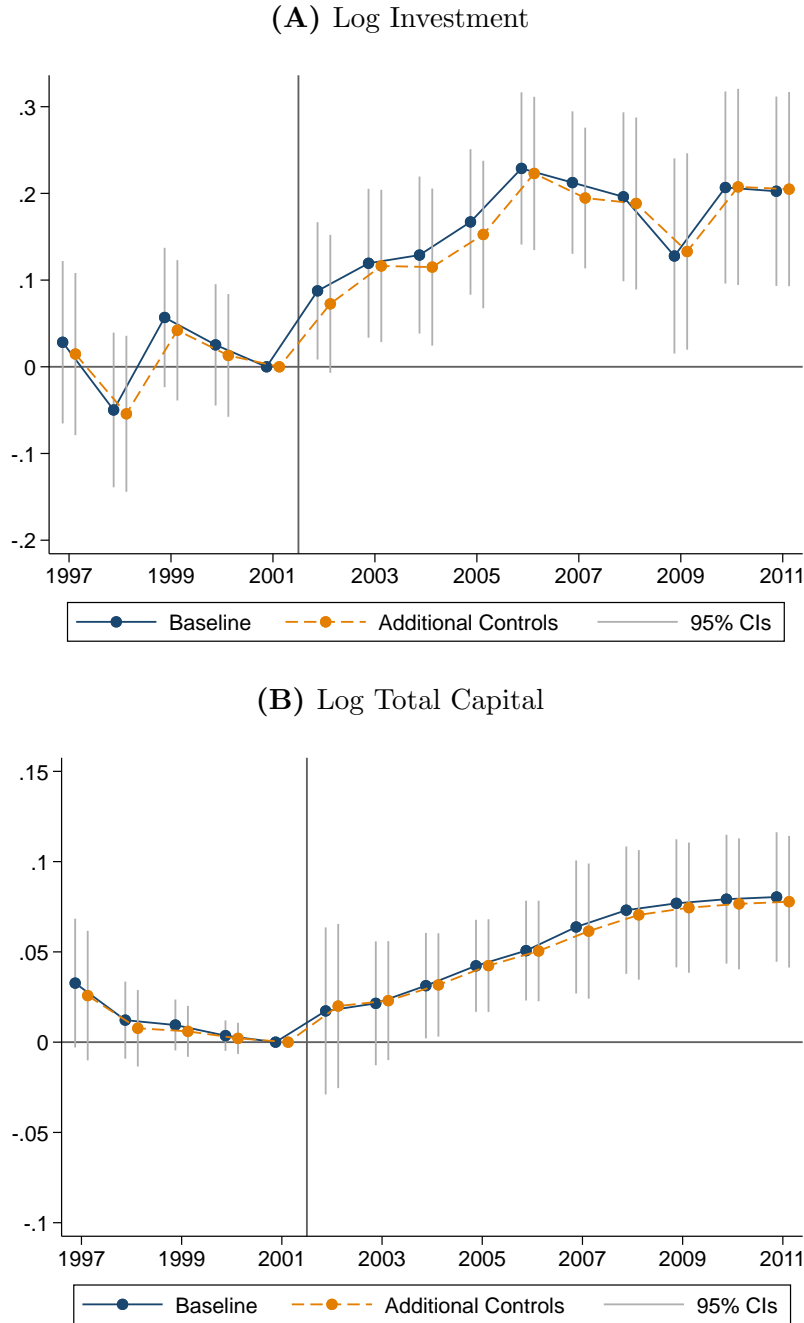 (A) Log Investment
.3
.2
.1
0
-.1
-.2
1997 1999 2001 2003 2005 2007 2009 2011
Baseline Additional Controls 95% CIs
(B) Log Total Capital
.15
.1
.05
0
-.05
-.1
1997 1999 2001 2003 2005 2007 2009 2011
Baseline Additional Controls 95% CIs